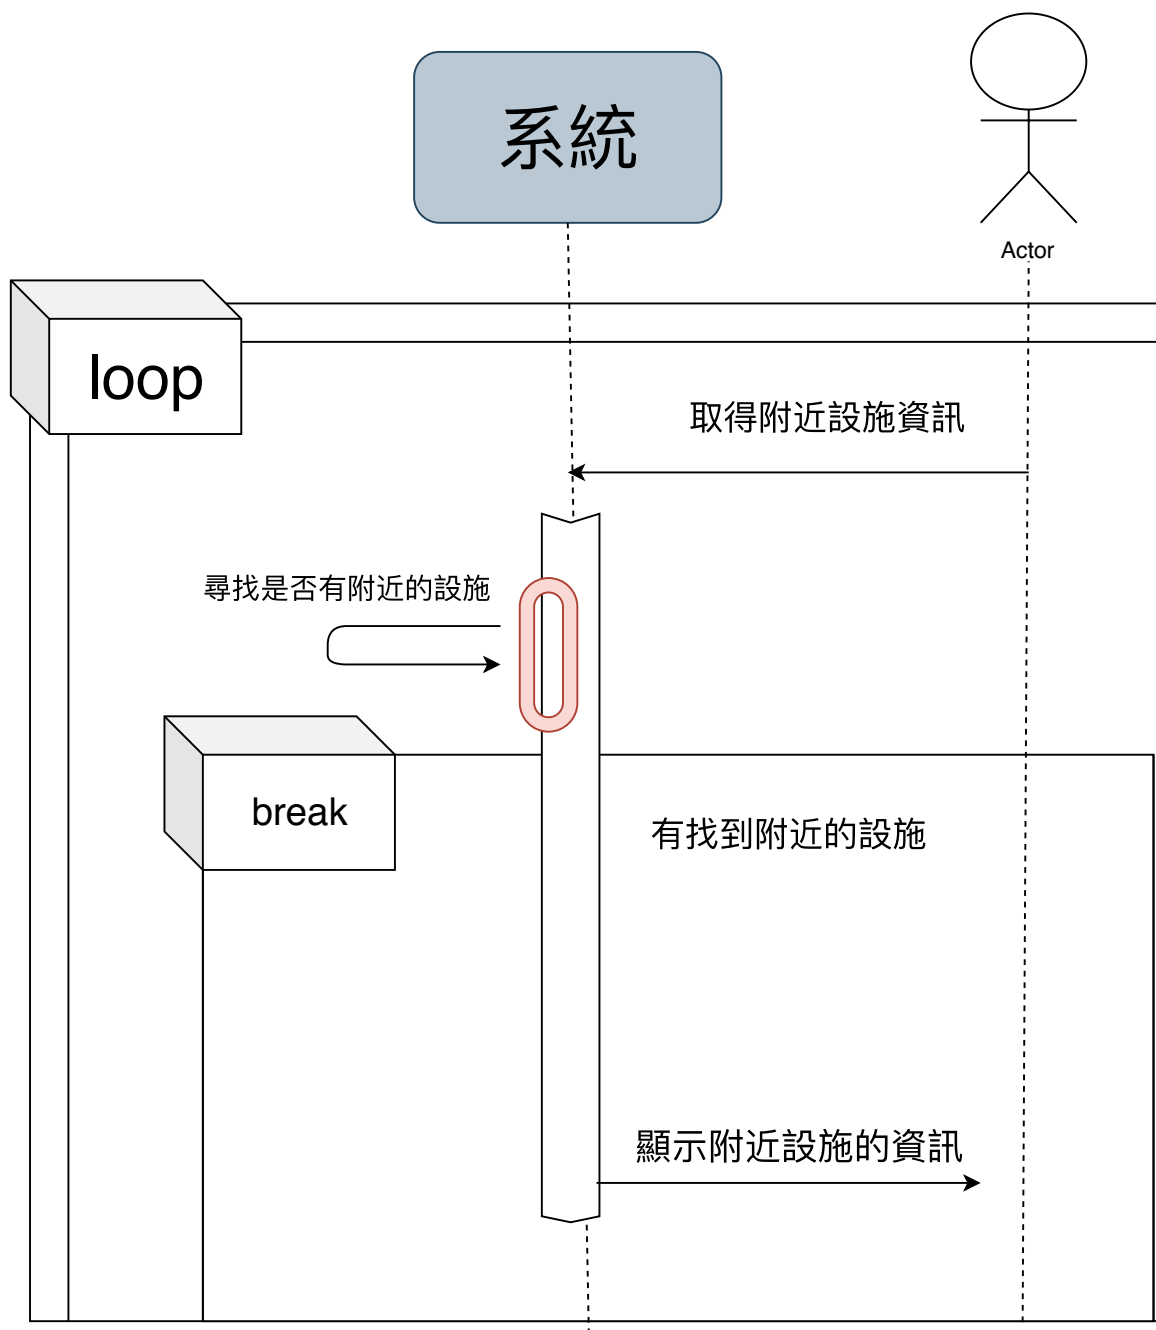 系統
Actor
loop
取得附近設施資訊
尋找是否有附近的設施
break
有找到附近的設施
顯示附近設施的資訊